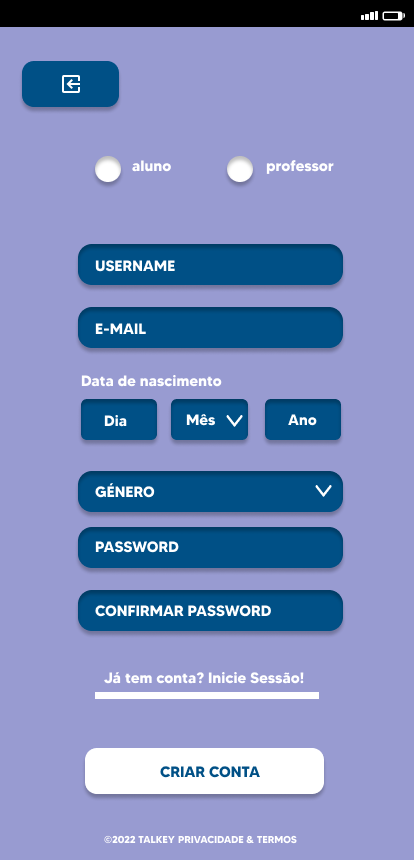 aluno professor
USERNAME
E-MAIL
Data de nascimento
Dia Mês Ano
GÉNERO
PASSWORD
CONFIRMAR PASSWORD
Já tem conta? Inicie Sessão!
CRIAR CONTA
©2022 TALKEY PRIVACIDADE & TERMOS